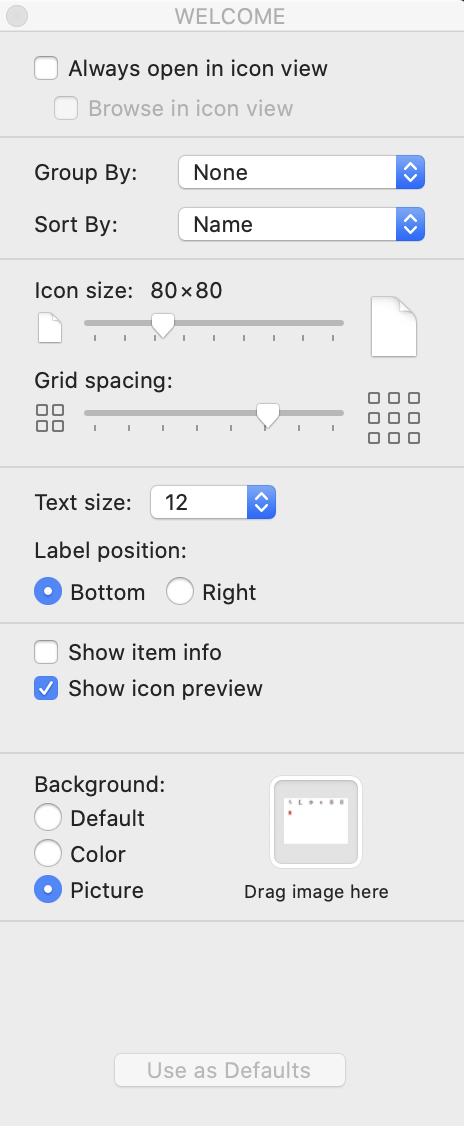 WELCOME
Always open in icon view
Browse in icon view
Group By: None
Sort By: Name
Icon size: 80×80
Grid spacing:
Text size: 12
Label position:
Bottom Right
Show item info
Show icon preview
Background:
Default
Color
Picture
Drag image here
Use as Defaults